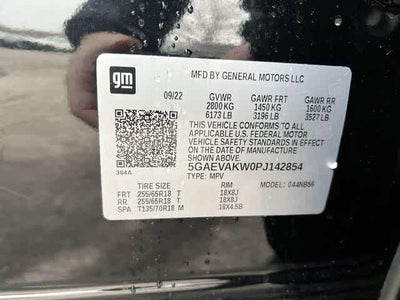 gm
MFD BY GENERAL MOTORS LLC
09/22 GVWR GAWR FRT GAWR RR
2800 KG 1450 KG 1600 KG
6173 LB 3196 LB 3527 LB
THIS VEHICLE CONFORMS TO ALL
APPLICABLE U.S. FEDERAL MOTOR
VEHICLE SAFETY STANDARDS IN EFFECT
ON THE DATE OF MANUFACTURE SHOWN ABOVE.
5GAEVAKW0PJ142854
394A TYPE: MPV
TIRE SIZE RIM MODEL: 044NB56
FRT 255/65R18 T 18X8J
RR 255/65R18 T 18X8J
SPA T135/70R18 M 18X4.5B